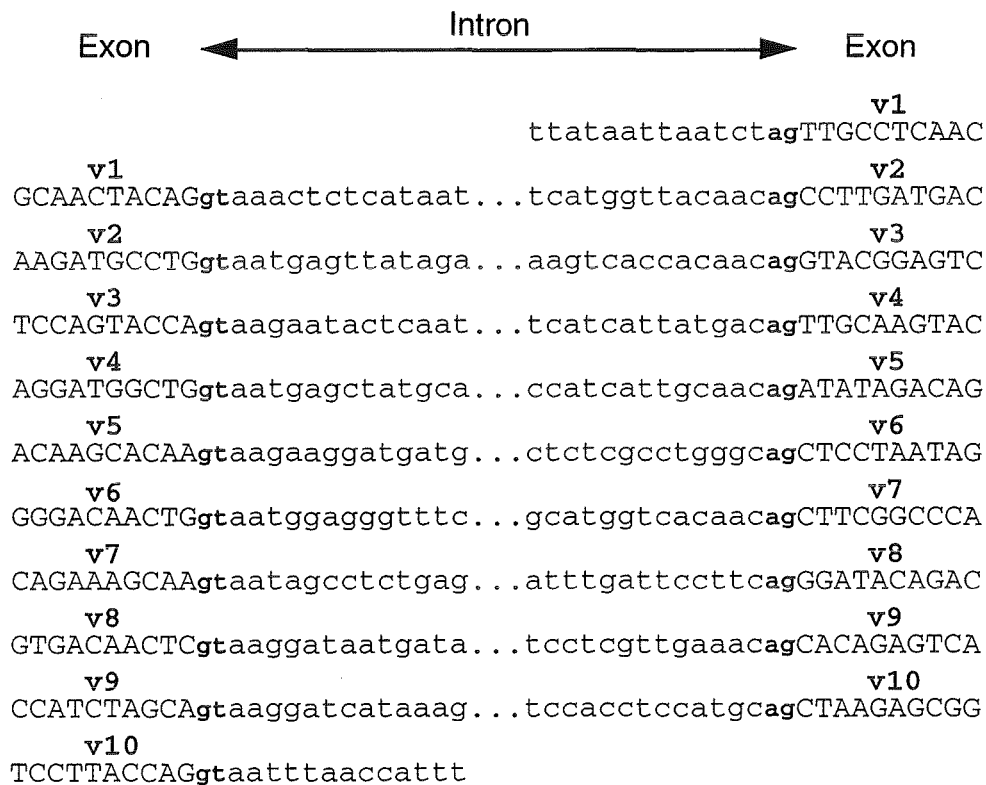 Exon Intron Exon
v1
ttataattaatctagTTGCCTCAAC
v1 v2
GCAACTACAGgtaaactctcataat...tcatggttacaacagCCTTGATGAC
v2 v3
AAGATGCCTGgtaatgagttataga...aagtcaccacaacagGTACGGAGTC
v3 v4
TCCAGTACCAgtaagaatactcaat...tcatcattatgacagTTGCAAGTAC
v4 v5
AGGATGGCTGgtaatgagctatgca...ccatcattgcaacagATATAGACAG
v5 v6
ACAAGCACAAgtaagaaggatgatg...ctctcgcctgggcagCTCCTAATAG
v6 v7
GGGACAACTGgtaatggagggtttc...gcatggtcacaacagCTTCGGCCCA
v7 v8
CAGAAAGCAAgtaatagcctctgag...atttgattccttcagGGATACAGAC
v8 v9
GTGACAACTCgtaaggataatgata...tcctcgttgaaacagCACAGAGTCA
v9 v10
CCATCTAGCAgtaaggatcataaag...tccacctccatgcagCTAAGAGCGG
v10
TCCTTACCAGgtaatttaaccattt